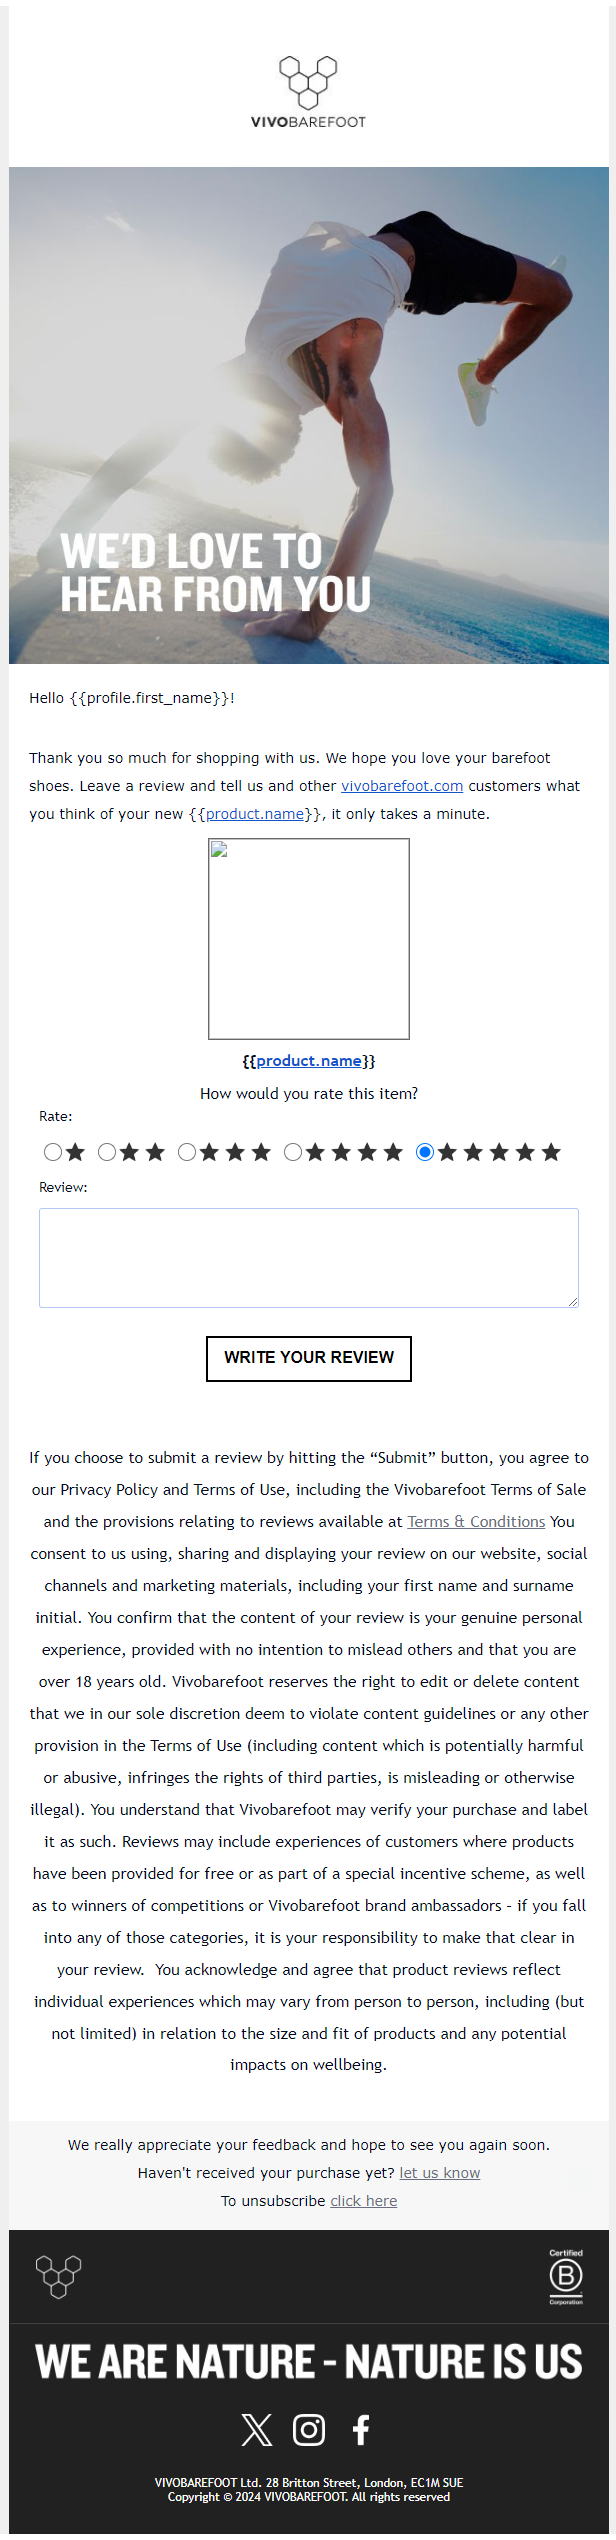 VIVOBAREFOOT
WE'D LOVE TO
HEAR FROM YOU
Hello {{profile.first_name}}!
Thank you so much for shopping with us. We hope you love your barefoot
shoes. Leave a review and tell us and other vivobarefoot.com customers what
you think of your new {{product.name}}, it only takes a minute.
{{product.name}}
How would you rate this item?
Rate:
Review:
WRITE YOUR REVIEW
If you choose to submit a review by hitting the “Submit” button, you agree to
our Privacy Policy and Terms of Use, including the Vivobarefoot Terms of Sale
and the provisions relating to reviews available at Terms & Conditions You
consent to us using, sharing and displaying your review on our website, social
channels and marketing materials, including your first name and surname
initial. You confirm that the content of your review is your genuine personal
experience, provided with no intention to mislead others and that you are
over 18 years old. Vivobarefoot reserves the right to edit or delete content
that we in our sole discretion deem to violate content guidelines or any other
provision in the Terms of Use (including content which is potentially harmful
or abusive, infringes the rights of third parties, is misleading or otherwise
illegal). You understand that Vivobarefoot may verify your purchase and label
it as such. Reviews may include experiences of customers where products
have been provided for free or as part of a special incentive scheme, as well
as to winners of competitions or Vivobarefoot brand ambassadors - if you fall
into any of those categories, it is your responsibility to make that clear in
your review. You acknowledge and agree that product reviews reflect
individual experiences which may vary from person to person, including (but
not limited) in relation to the size and fit of products and any potential
impacts on wellbeing.
We really appreciate your feedback and hope to see you again soon.
Haven't received your purchase yet? let us know
To unsubscribe click here
Certified
B
Corporation
WE ARE NATURE - NATURE IS US
VIVOBAREFOOT Ltd. 28 Britton Street, London, EC1M 5UE
Copyright © 2024 VIVOBAREFOOT. All rights reserved